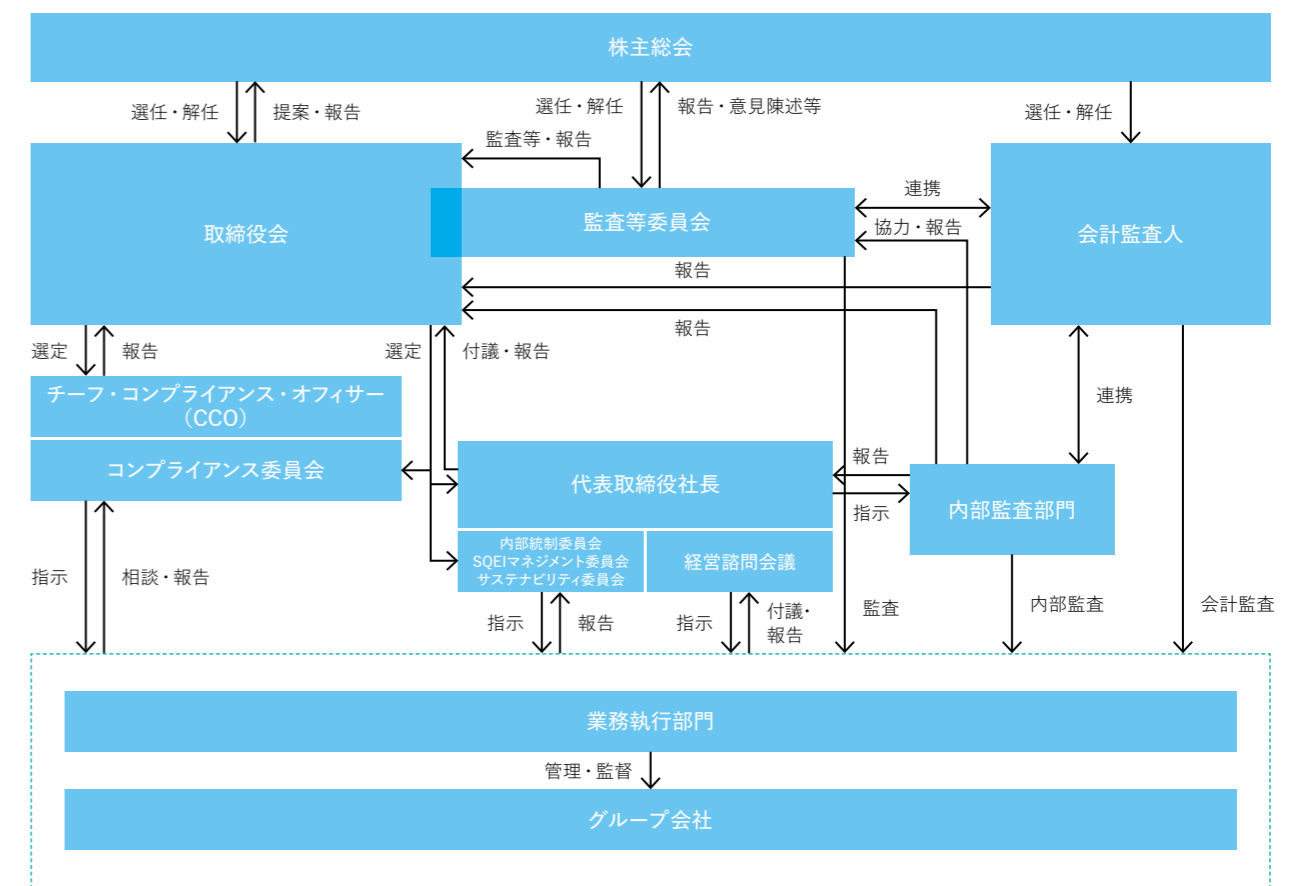 株主総会
選任・解任
提案・報告
選任・解任
報告・意見陳述等
選任・解任
監査等・報告
取締役会
監査等委員会
連携
協力・報告
会計監査人
報告
報告
選定
報告
選定
付議・報告
チーフ・コンプライアンス・オフィサー
（CCO）
コンプライアンス委員会
連携
代表取締役社長
報告
指示
内部監査部門
内部統制委員会
SQEIマネジメント委員会
サステナビリティ委員会
経営諮問会議
指示
相談・報告
指示
報告
指示
付議・
報告
監査
内部監査
会計監査
業務執行部門
管理・監督
グループ会社